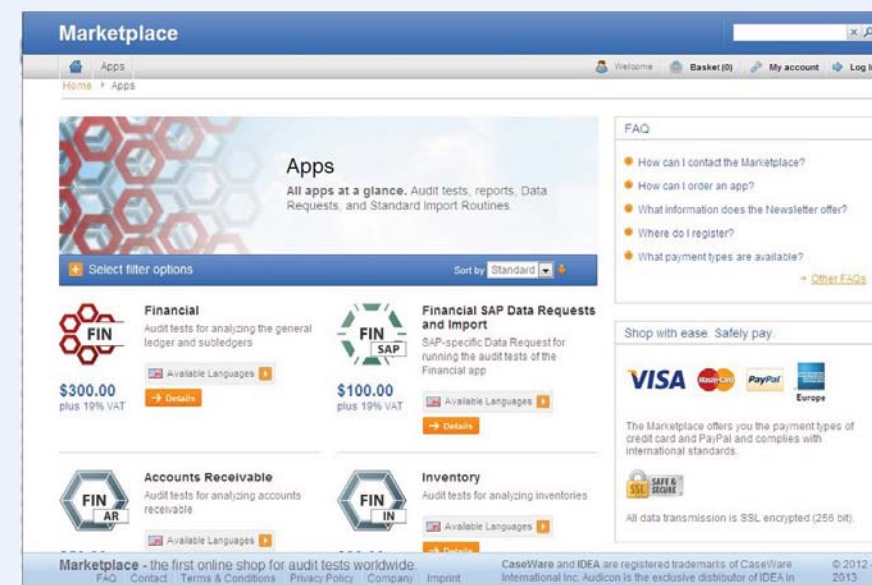 Marketplace
Apps
Welcome
Basket (0)
My account
Log In
Home
Apps
Apps
All apps at a glance. Audit tests, reports, Data
Requests, and Standard Import Routines.
Select filter options
Sort by Standard
FIN
Financial
Audit tests for analyzing the general
ledger and subledgers
Available Languages
$300.00
plus 19% VAT
Details
FIN
SAP
Financial SAP Data Requests
and Import
SAP-specific Data Request for
running the audit tests of the
Financial app
$100.00
plus 19% VAT
Available Languages
Details
FIN
AR
Accounts Receivable
Audit tests for analyzing accounts
receivable
Available Languages
FIN
IN
Inventory
Audit tests for analyzing inventories
Available Languages
Details
FAQ
How can I contact the Marketplace?
How can I order an app?
What information does the Newsletter offer?
Where do I register?
What payment types are available?
Other FAQs
Shop with ease. Safely pay.
VISA
MasterCard
PayPal
Europe
The Marketplace offers you the payment types of
credit card and PayPal and complies with
international standards.
SSL SAFE &
SECURE
All data transmission is SSL encrypted (256 bit).
Marketplace - the first online shop for audit tests worldwide.
FAQ Contact Terms & Conditions Privacy Policy Company Imprint
CaseWare and IDEA are registered trademarks of CaseWare
International Inc. Audicon is the exclusive distributor of IDEA in
© 2012 -
2013